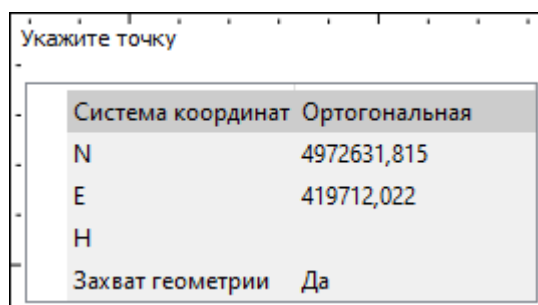 Укажите точку
Система координат Ортогональная
N 4972631,815
E 419712,022
H
Захват геометрии Да